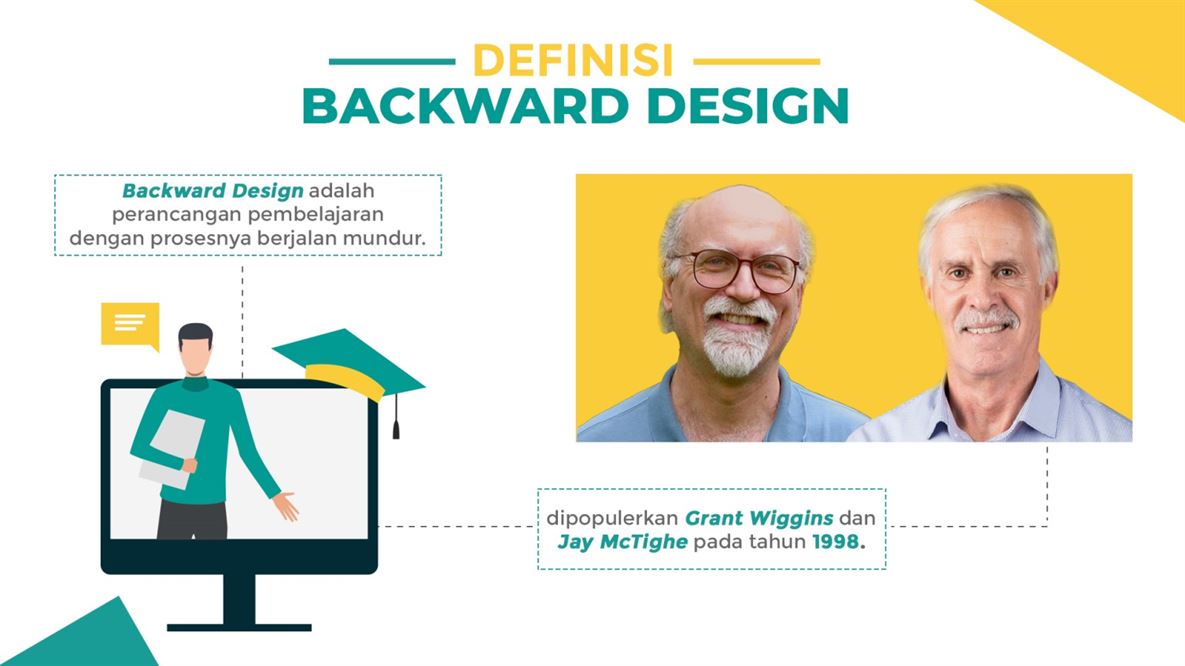 DEFINISI
BACKWARD DESIGN
Backward Design adalah
perancangan pembelajaran
dengan prosesnya berjalan mundur.
dipopulerkan Grant Wiggins dan
Jay McTighe pada tahun 1998.